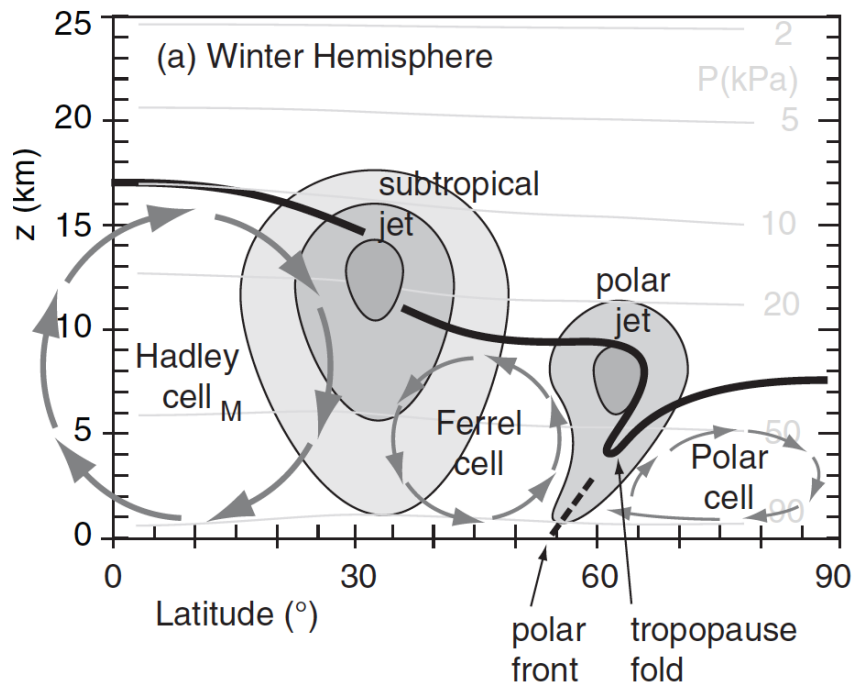 25
(a) Winter Hemisphere
2
P(kPa)
20
5
z (km)
subtropical
jet
15
10
polar
jet
20
10
Hadley
cell M
Ferrel
cell
5
50
Polar
cell
90
0
0
30
60
90
Latitude (°)
polar
front
tropopause
fold